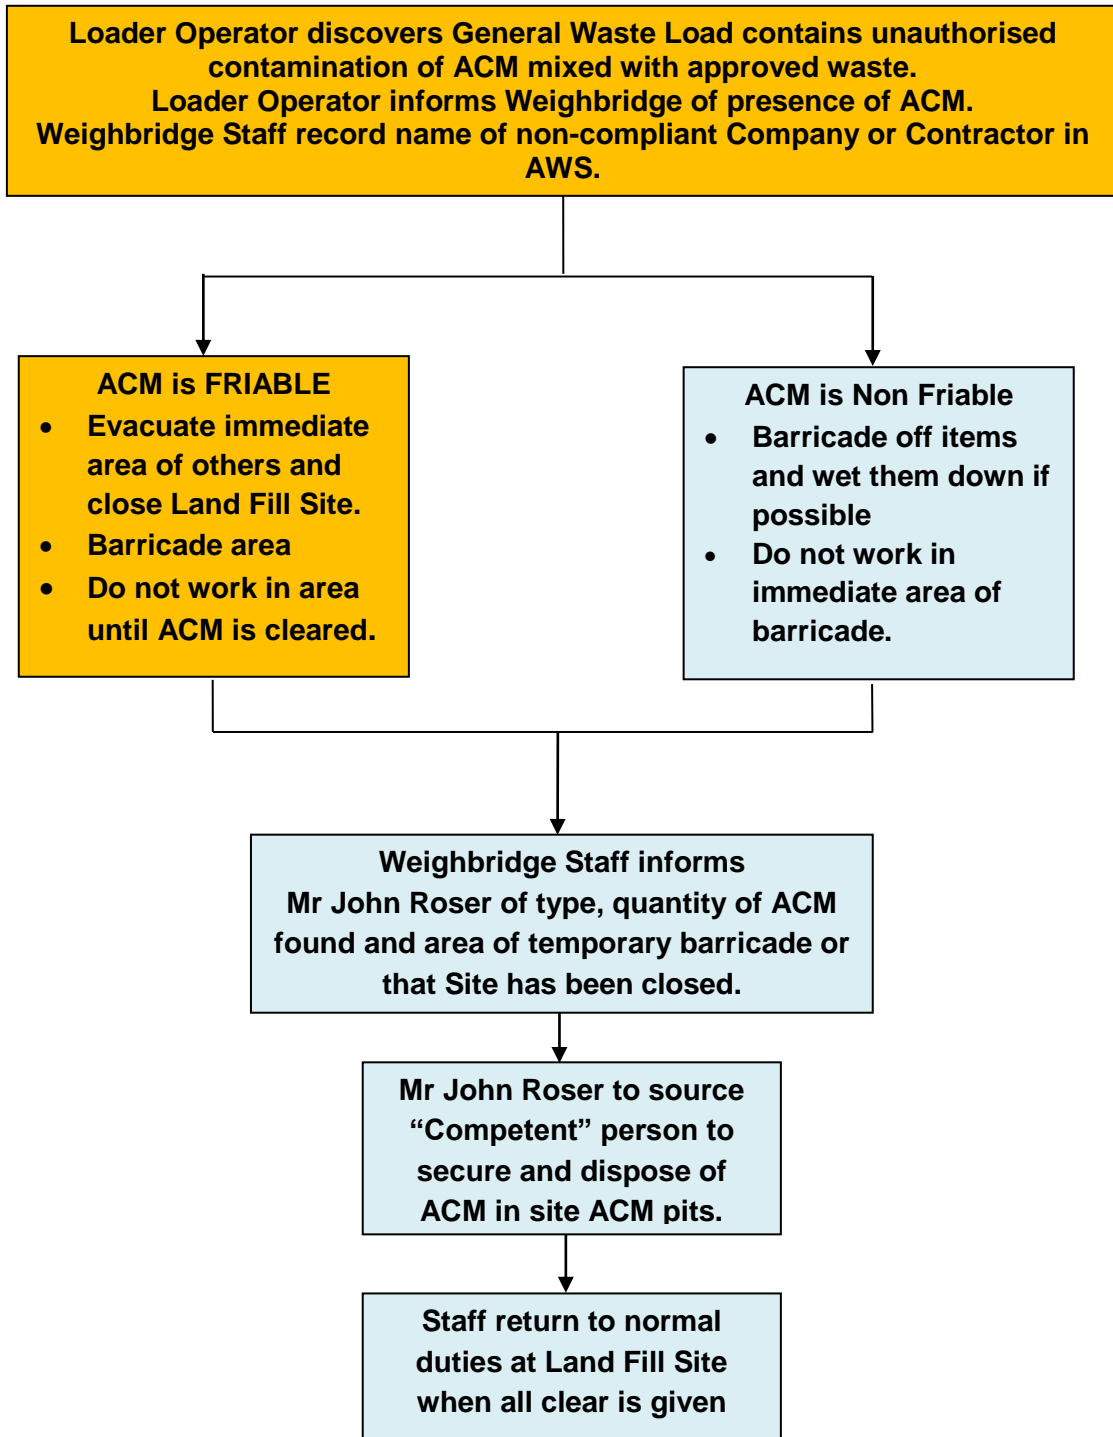 Loader Operator discovers General Waste Load contains unauthorised
contamination of ACM mixed with approved waste.
Loader Operator informs Weighbridge of presence of ACM.
Weighbridge Staff record name of non-compliant Company or Contractor in
AWS.
ACM is FRIABLE
• Evacuate immediate
area of others and
close Land Fill Site.
• Barricade area
• Do not work in area
until ACM is cleared.
ACM is Non Friable
• Barricade off items
and wet them down if
possible
• Do not work in
immediate area of
barricade.
Weighbridge Staff informs
Mr John Roser of type, quantity of ACM
found and area of temporary barricade or
that Site has been closed.
Mr John Roser to source
“Competent” person to
secure and dispose of
ACM in site ACM pits.
Staff return to normal
duties at Land Fill Site
when all clear is given